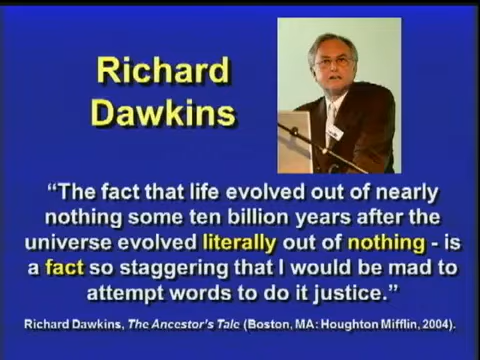 Richard
Dawkins
“The fact that life evolved out of nearly
nothing some ten billion years after the
universe evolved literally out of nothing - is
a fact so staggering that I would be mad to
attempt words to do it justice.”
Richard Dawkins, The Ancestor's Tale (Boston, MA: Houghton Mifflin, 2004).